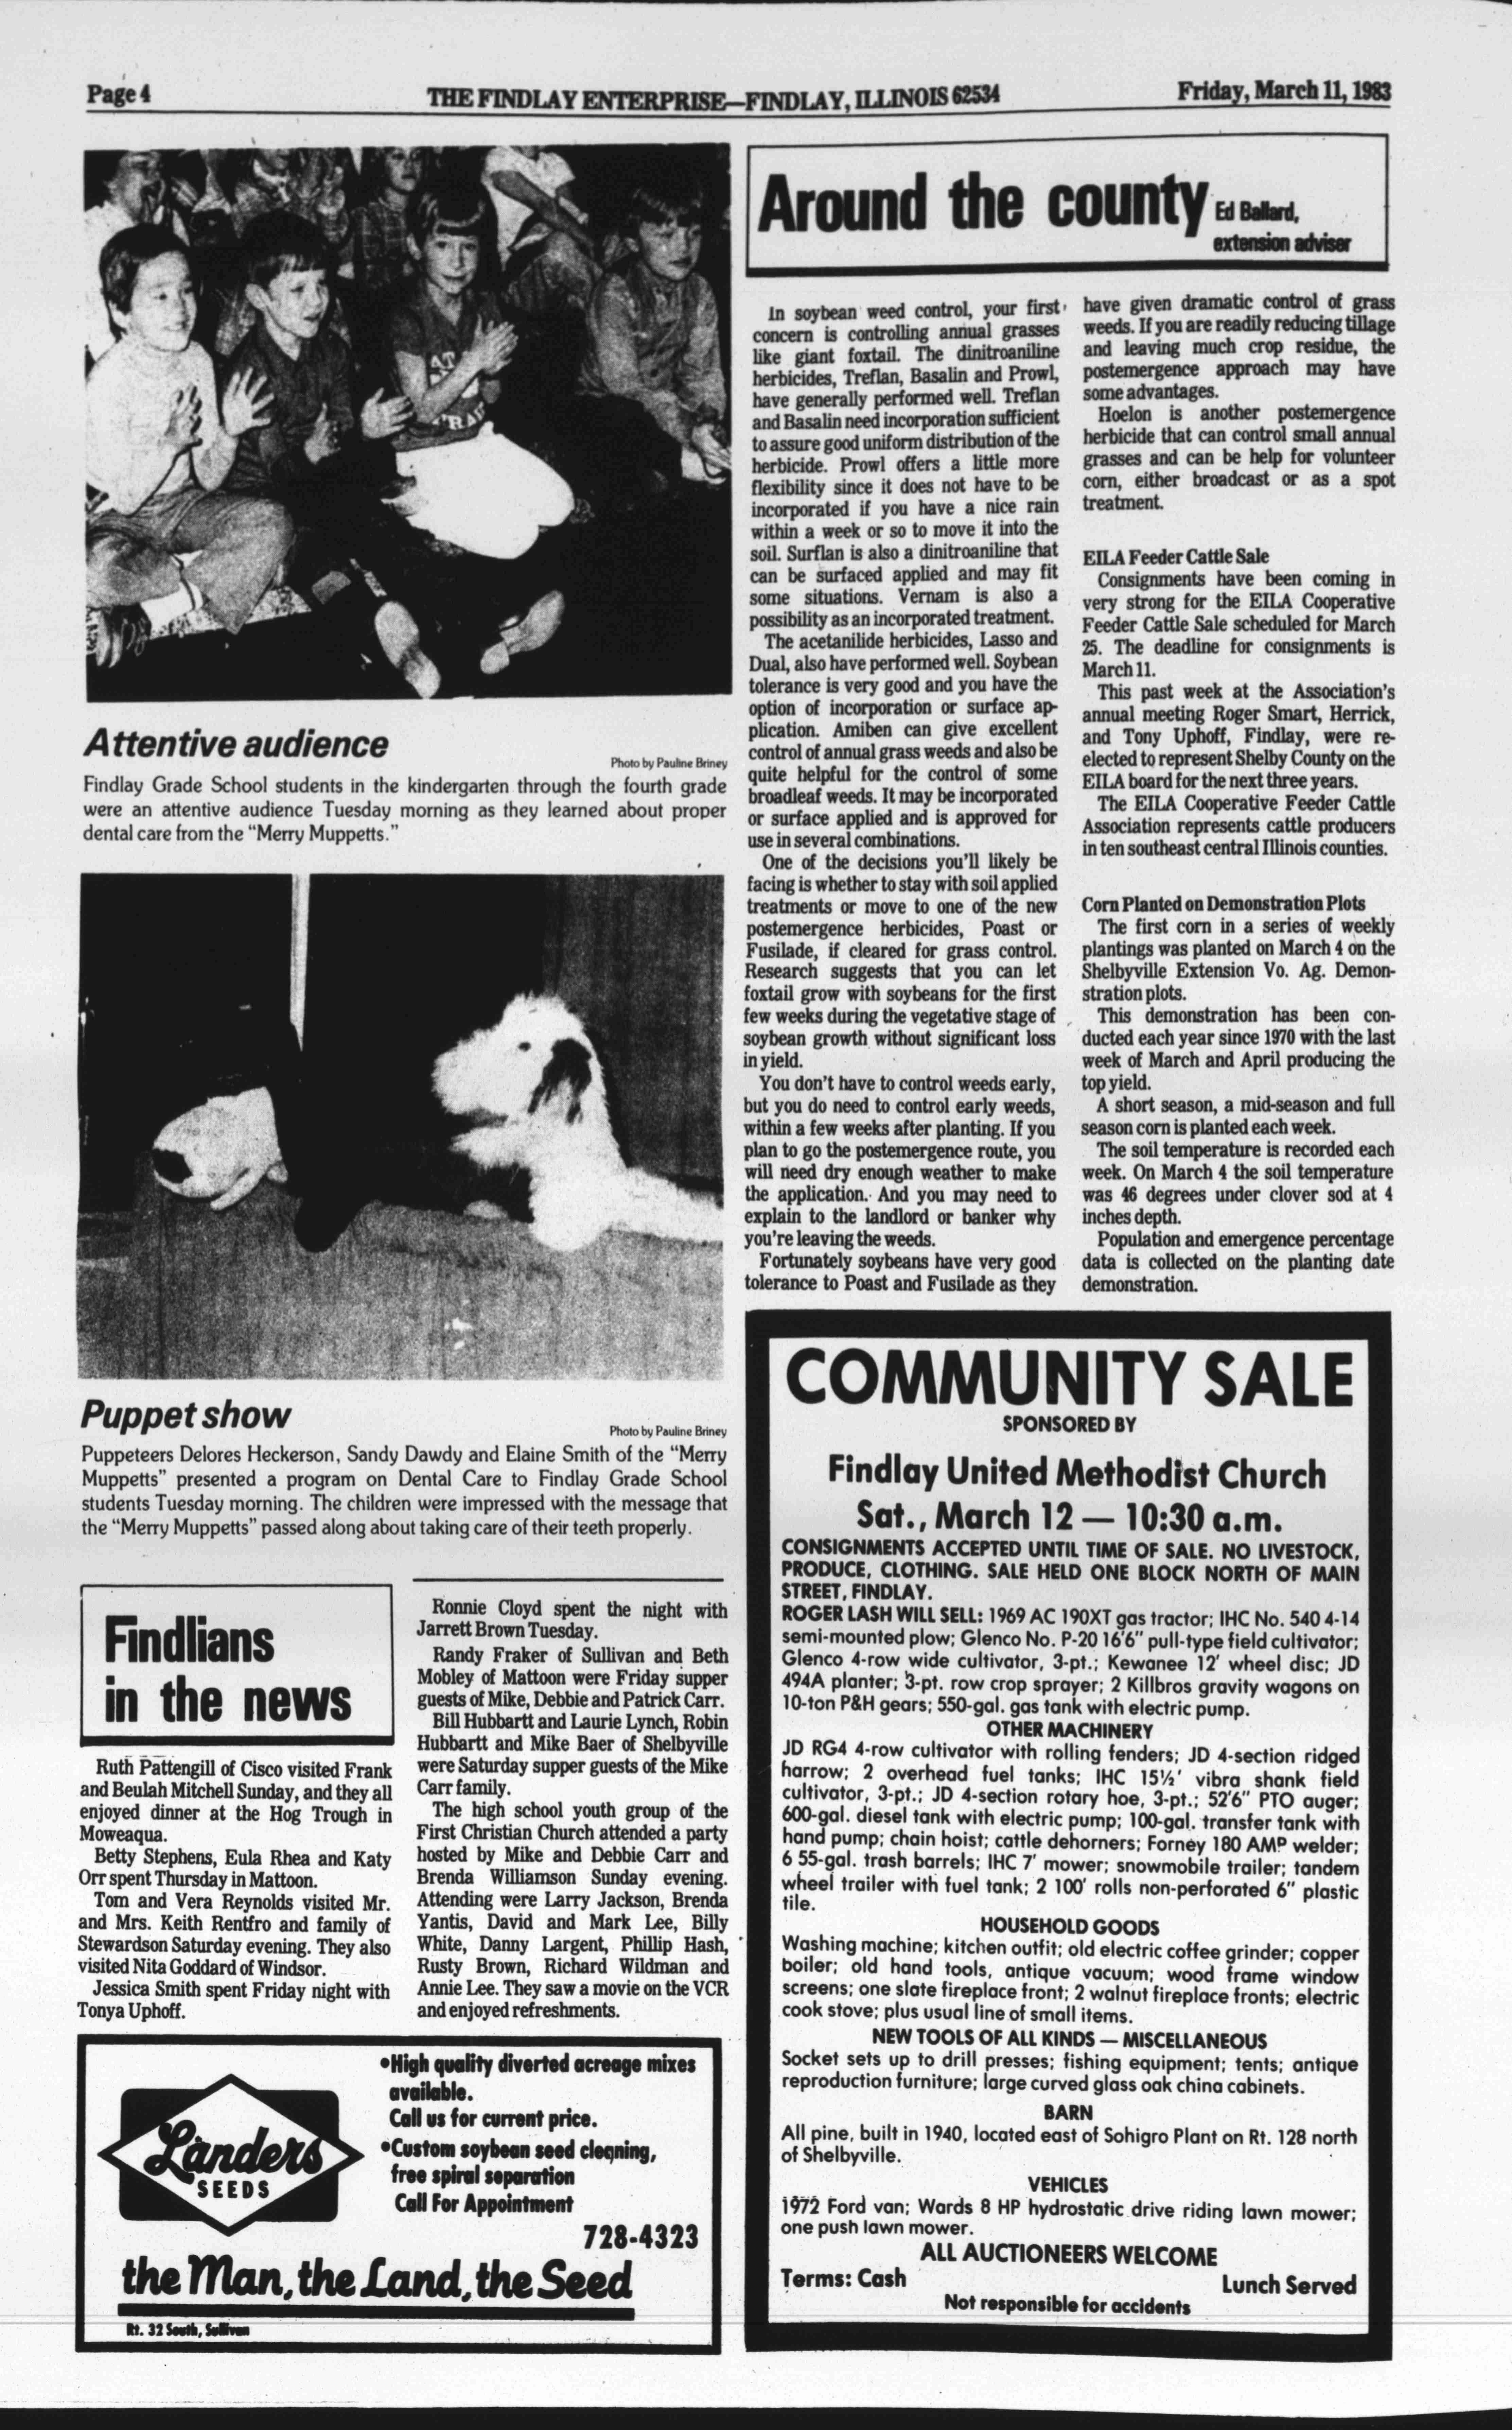 Page 4
THE FINDLAY ENTERPRISE—FINDLAY, ILLINOIS 62534
Friday, March 11, 1983
Attentive audience
Photo by Pauline Briney
Findlay Grade School students in the kindergarten through the fourth grade
were an attentive audience Tuesday morning as they learned about proper
dental care from the "Merry Muppetts."
Puppet show
Photo by Pauline Briney
Puppeteers Delores Heckerson, Sandy Dawdy and Elaine Smith of the "Merry
Muppetts" presented a program on Dental Care to Findlay Grade School
students Tuesday morning. The children were impressed with the message that
the "Merry Muppetts" passed along about taking care of their teeth properly.
Findlians
in the news
Ruth Pattengill of Cisco visited Frank
and Beulah Mitchell Sunday, and they all
enjoyed dinner at the Hog Trough in
Moweaqua.
Betty Stephens, Eula Rhea and Katy
Orr spent Thursday in Mattoon.
Tom and Vera Reynolds visited Mr.
and Mrs. Keith Rentfro and family of
Stewardson Saturday evening. They also
visited Nita Goddard of Windsor.
Jessica Smith spent Friday night with
Tonya Uphoff.
Ronnie Cloyd spent the night with
Jarrett Brown Tuesday.
Randy Fraker of Sullivan and Beth
Mobley of Mattoon were Friday supper
guests of Mike, Debbie and Patrick Carr.
Bill Hubbartt and Laurie Lynch, Robin
Hubbartt and Mike Baer of Shelbyville
were Saturday supper guests of the Mike
Carr family.
The high school youth group of the
First Christian Church attended a party
hosted by Mike and Debbie Carr and
Brenda Williamson Sunday evening.
Attending were Larry Jackson, Brenda
Yantis, David and Mark Lee, Billy
White, Danny Largent, Phillip Hash,
Rusty Brown, Richard Wildman and
Annie Lee. They saw a movie on the VCR
and enjoyed refreshments.
Landers
SEEDS
•High quality diverted acreage mixes
available.
Call us for current price.
•Custom soybean seed cleaning,
free spiral separation
Call For Appointment
728-4323
the Man, the Land, the Seed
Rt. 32 South, Sullivan
Around the county
Ed Ballard,
extension adviser
In soybean weed control, your first
concern is controlling annual grasses
like giant foxtail. The dinitroaniline
herbicides, Treflan, Basalin and Prowl,
have generally performed well. Treflan
and Basalin need incorporation sufficient
to assure good uniform distribution of the
herbicide. Prowl offers a little more
flexibility since it does not have to be
incorporated if you have a nice rain
within a week or so to move it into the
soil. Surflan is also a dinitroaniline that
can be surfaced applied and may fit
some situations. Vernam is also a
possibility as an incorporated treatment.
The acetanilide herbicides, Lasso and
Dual, also have performed well. Soybean
tolerance is very good and you have the
option of incorporation or surface ap-
plication. Amiben can give excellent
control of annual grass weeds and also be
quite helpful for the control of some
broadleaf weeds. It may be incorporated
or surface applied and is approved for
use in several combinations.
One of the decisions you'll likely be
facing is whether to stay with soil applied
treatments or move to one of the new
postemergence herbicides, Poast or
Fusilade, if cleared for grass control.
Research suggests that you can let
foxtail grow with soybeans for the first
few weeks during the vegetative stage of
soybean growth without significant loss
in yield.
You don't have to control weeds early,
but you do need to control early weeds,
within a few weeks after planting. If you
plan to go the postemergence route, you
will need dry enough weather to make
the application. And you may need to
explain to the landlord or banker why
you're leaving the weeds.
Fortunately soybeans have very good
tolerance to Poast and Fusilade as they
have given dramatic control of grass
weeds. If you are readily reducing tillage
and leaving much crop residue, the
postemergence approach may have
some advantages.
Hoelon is another postemergence
herbicide that can control small annual
grasses and can be help for volunteer
corn, either broadcast or as a spot
treatment.
EILA Feeder Cattle Sale
Consignments have been coming in
very strong for the EILA Cooperative
Feeder Cattle Sale scheduled for March
25. The deadline for consignments is
March 11.
This past week at the Association's
annual meeting Roger Smart, Herrick,
and Tony Uphoff, Findlay, were re-
elected to represent Shelby County on the
EILA board for the next three years.
The EILA Cooperative Feeder Cattle
Association represents cattle producers
in ten southeast central Illinois counties.
Corn Planted on Demonstration Plots
The first corn in a series of weekly
plantings was planted on March 4 on the
Shelbyville Extension Vo. Ag. Demon-
stration plots.
This demonstration has been con-
ducted each year since 1970 with the last
week of March and April producing the
top yield.
A short season, a mid-season and full
season corn is planted each week.
The soil temperature is recorded each
week. On March 4 the soil temperature
was 46 degrees under clover sod at 4
inches depth.
Population and emergence percentage
data is collected on the planting date
demonstration.
COMMUNITY SALE
SPONSORED BY
Findlay United Methodist Church
Sat., March 12 — 10:30 a.m.
CONSIGNMENTS ACCEPTED UNTIL TIME OF SALE. NO LIVESTOCK,
PRODUCE, CLOTHING. SALE HELD ONE BLOCK NORTH OF MAIN
STREET, FINDLAY.
ROGER LASH WILL SELL: 1969 AC 190XT gas tractor; IHC No. 540 4-14
semi-mounted plow; Glenco No. P-20 16'6" pull-type field cultivator;
Glenco 4-row wide cultivator, 3-pt.; Kewanee 12' wheel disc; JD
494A planter; 3-pt. row crop sprayer; 2 Killbros gravity wagons on
10-ton P&H gears; 550-gal. gas tank with electric pump.
OTHER MACHINERY
JD RG4 4-row cultivator with rolling fenders; JD 4-section ridged
harrow; 2 overhead fuel tanks; IHC 15½' vibra shank field
cultivator, 3-pt.; JD 4-section rotary hoe, 3-pt.; 52'6" PTO auger;
600-gal. diesel tank with electric pump; 100-gal. transfer tank with
hand pump; chain hoist; cattle dehorners; Forney 180 AMP welder;
6 55-gal. trash barrels; IHC 7' mower; snowmobile trailer; tandem
wheel trailer with fuel tank; 2 100' rolls non-perforated 6" plastic
tile.
HOUSEHOLD GOODS
Washing machine; kitchen outfit; old electric coffee grinder; copper
boiler; old hand tools, antique vacuum; wood frame window
screens; one slate fireplace front; 2 walnut fireplace fronts; electric
cook stove; plus usual line of small items.
NEW TOOLS OF ALL KINDS — MISCELLANEOUS
Socket sets up to drill presses; fishing equipment; tents; antique
reproduction furniture; large curved glass oak china cabinets.
BARN
All pine, built in 1940, located east of Sohigro Plant on Rt. 128 north
of Shelbyville.
VEHICLES
1972 Ford van; Wards 8 HP hydrostatic drive riding lawn mower;
one push lawn mower.
ALL AUCTIONEERS WELCOME
Terms: Cash
Lunch Served
Not responsible for accidents